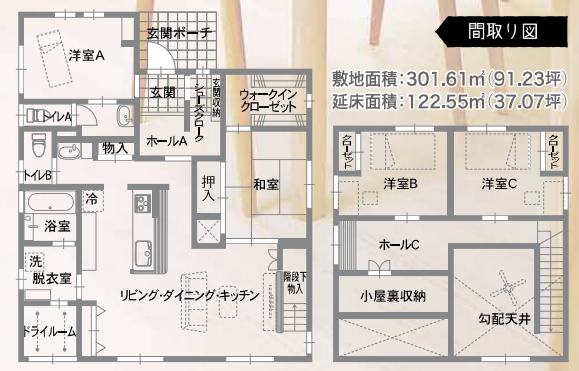 間取り図
敷地面積：301.61㎡（91.23坪）
延床面積：122.55㎡（37.07坪）
洋室A
玄関ポーチ
玄関
玄関収納
シューズクローク
ウォークイン
クローゼット
トイレA
ホールA
物入
トイレB
押入
和室
冷
浴室
洗
脱衣室
リビング・ダイニング・キッチン
階段下
物入
ドライルーム
クローゼット
洋室B
洋室C
クローゼット
ホールC
小屋裏収納
勾配天井